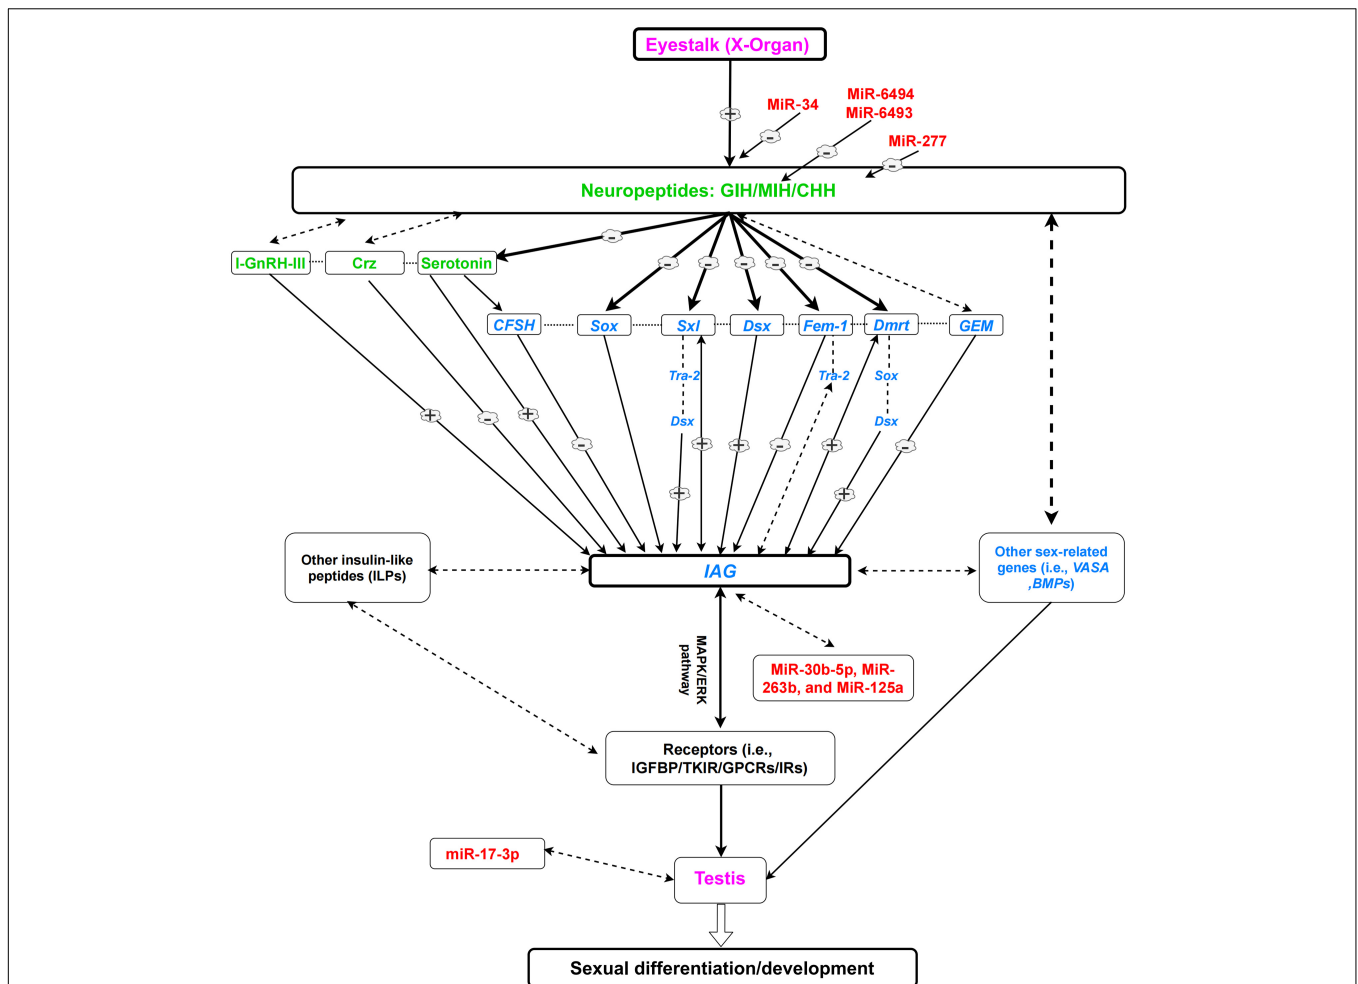 Eyestalk (X-Organ)
+
MiR-34
MiR-6494
MiR-6493
MiR-277
-
-
-
Neuropeptides: GIH/MIH/CHH
-
-
-
-
-
-
I-GnRH-III
Crz
Serotonin
CFSH
Sox
Sxl
Dsx
Fem-1
Dmrt
GEM
Tra-2
Tra-2
Sox
Dsx
Dsx
+
-
+
-
+
+
-
+
-
+
+
Other insulin-like
peptides (ILPs)
IAG
Other sex-related
genes (i.e., VASA
,BMPs)
MAPK/ERK
pathway
MiR-30b-5p, MiR-
263b, and MiR-125a
Receptors (i.e.,
IGFBP/TKIR/GPCRs/IRs)
miR-17-3p
Testis
Sexual differentiation/development